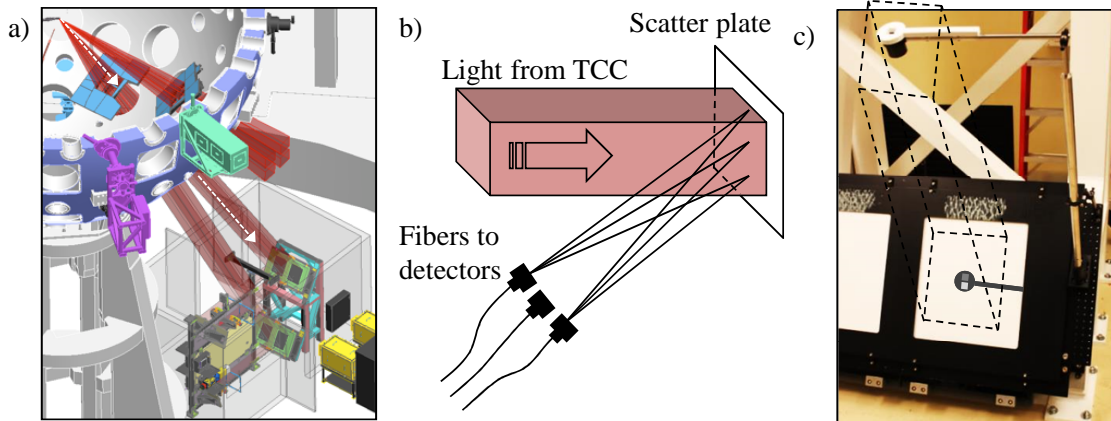 a)
b)
Scatter plate
Light from TCC
Fibers to
detectors
c)